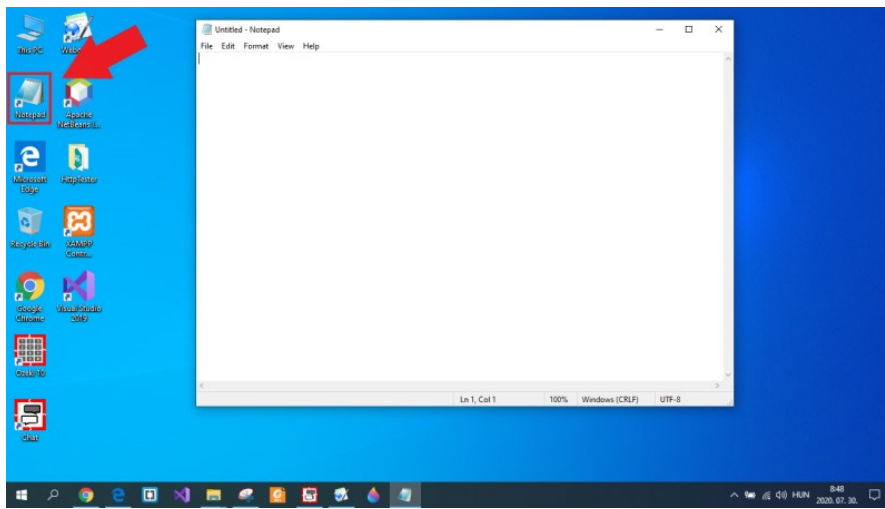 This PC
Notepad
Apache
NetBeans I...
Microsoft
Edge
HttpTester
Recycle Bin
XAMPP
Contr...
Google
Chrome
Visual Studio
2019
Ozeki 10
Chat
Untitled - Notepad
File Edit Format View Help
Ln 1, Col 1 100% Windows (CRLF) UTF-8
HUN
8:48
2020. 07. 30.